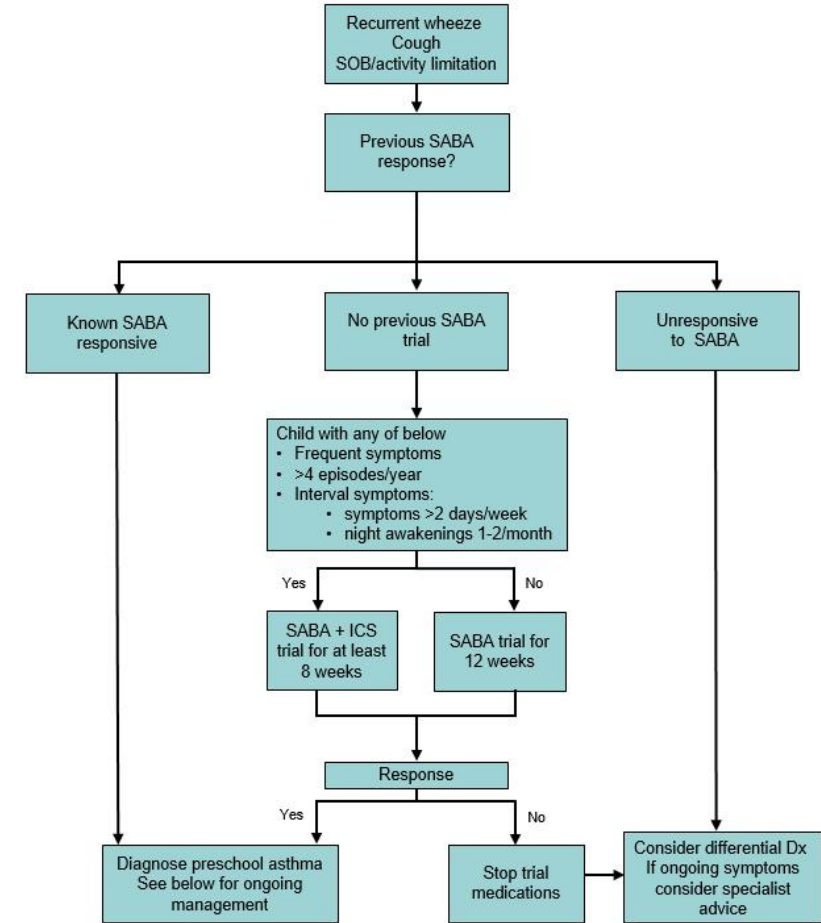 Recurrent wheeze
Cough
SOB/activity limitation
Previous SABA
response?
Known SABA
responsive
No previous SABA
trial
Unresponsive
to SABA
Child with any of below
• Frequent symptoms
• >4 episodes/year
• Interval symptoms:
• symptoms >2 days/week
• night awakenings 1-2/month
Yes
No
SABA + ICS
trial for at least
8 weeks
SABA trial for
12 weeks
Response
Yes
No
Diagnose preschool asthma
See below for ongoing
management
Stop trial
medications
Consider differential Dx
If ongoing symptoms
consider specialist
advice